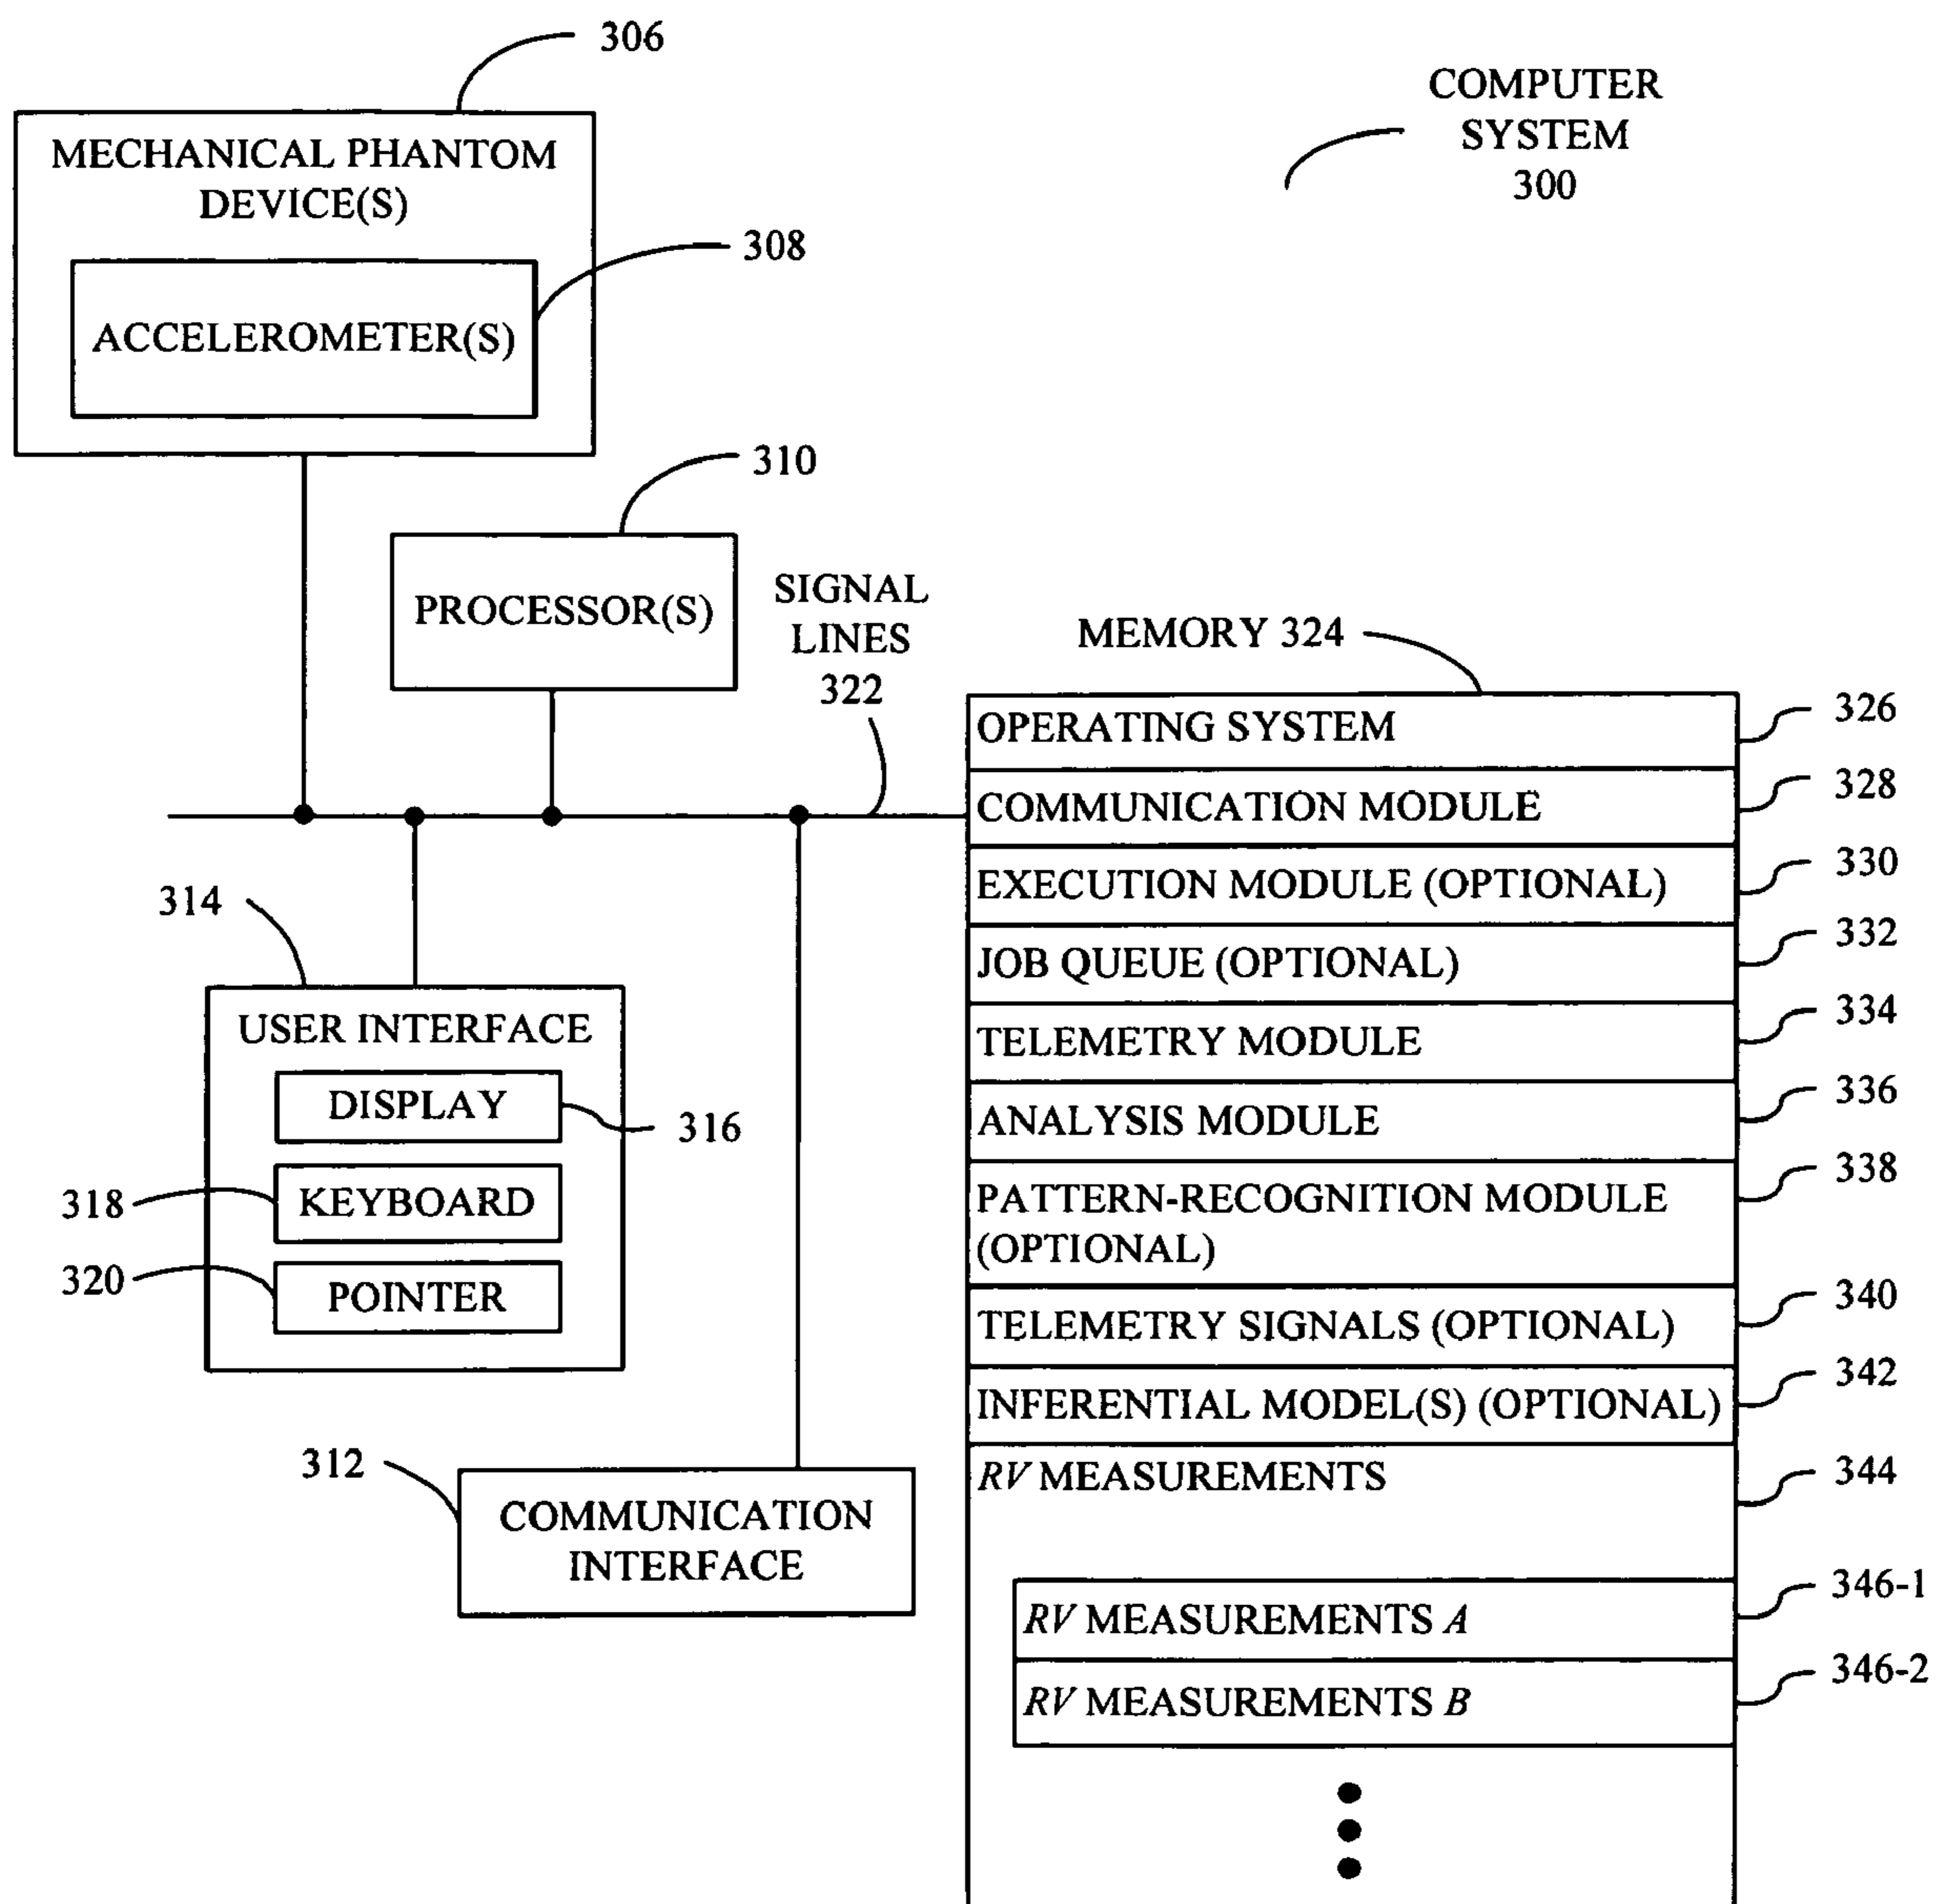 306
COMPUTER
SYSTEM
300
MECHANICAL PHANTOM
DEVICE(S)
308
ACCELEROMETER(S)
310
PROCESSOR(S)
SIGNAL
LINES
322
MEMORY 324
OPERATING SYSTEM
326
COMMUNICATION MODULE
328
EXECUTION MODULE (OPTIONAL)
330
JOB QUEUE (OPTIONAL)
332
TELEMETRY MODULE
334
ANALYSIS MODULE
336
PATTERN-RECOGNITION MODULE
(OPTIONAL)
338
TELEMETRY SIGNALS (OPTIONAL)
340
INFERENTIAL MODEL(S) (OPTIONAL)
342
RV MEASUREMENTS
344
RV MEASUREMENTS A
346-1
RV MEASUREMENTS B
346-2
314
USER INTERFACE
DISPLAY
316
318
KEYBOARD
320
POINTER
312
COMMUNICATION
INTERFACE